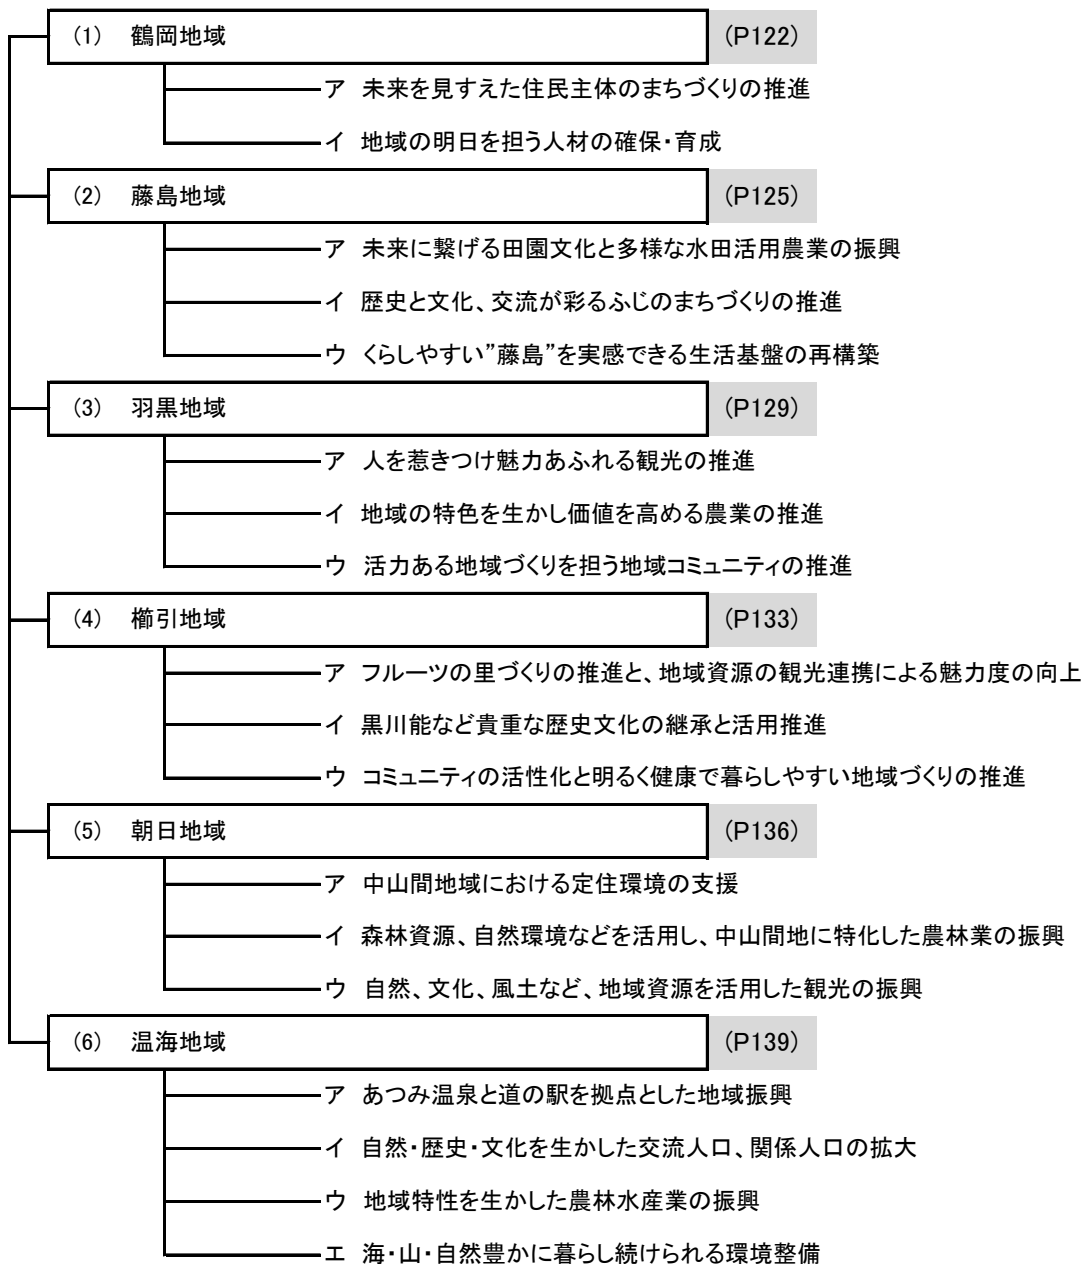 (1) 鶴岡地域 (P122)
ア 未来を見すえた住民主体のまちづくりの推進
イ 地域の明日を担う人材の確保・育成
(2) 藤島地域 (P125)
ア 未来に繋げる田園文化と多様な水田活用農業の振興
イ 歴史と文化、交流が彩るふじのまちづくりの推進
ウ くらしやすい”藤島”を実感できる生活基盤の再構築
(3) 羽黒地域 (P129)
ア 人を惹きつけ魅力あふれる観光の推進
イ 地域の特色を生かし価値を高める農業の推進
ウ 活力ある地域づくりを担う地域コミュニティの推進
(4) 櫛引地域 (P133)
ア フルーツの里づくりの推進と、地域資源の観光連携による魅力度の向上
イ 黒川能など貴重な歴史文化の継承と活用推進
ウ コミュニティの活性化と明るく健康で暮らしやすい地域づくりの推進
(5) 朝日地域 (P136)
ア 中山間地域における定住環境の支援
イ 森林資源、自然環境などを活用し、中山間地に特化した農林業の振興
ウ 自然、文化、風土など、地域資源を活用した観光の振興
(6) 温海地域 (P139)
ア あつみ温泉と道の駅を拠点とした地域振興
イ 自然・歴史・文化を生かした交流人口、関係人口の拡大
ウ 地域特性を生かした農林水産業の振興
エ 海・山・自然豊かに暮らし続けられる環境整備